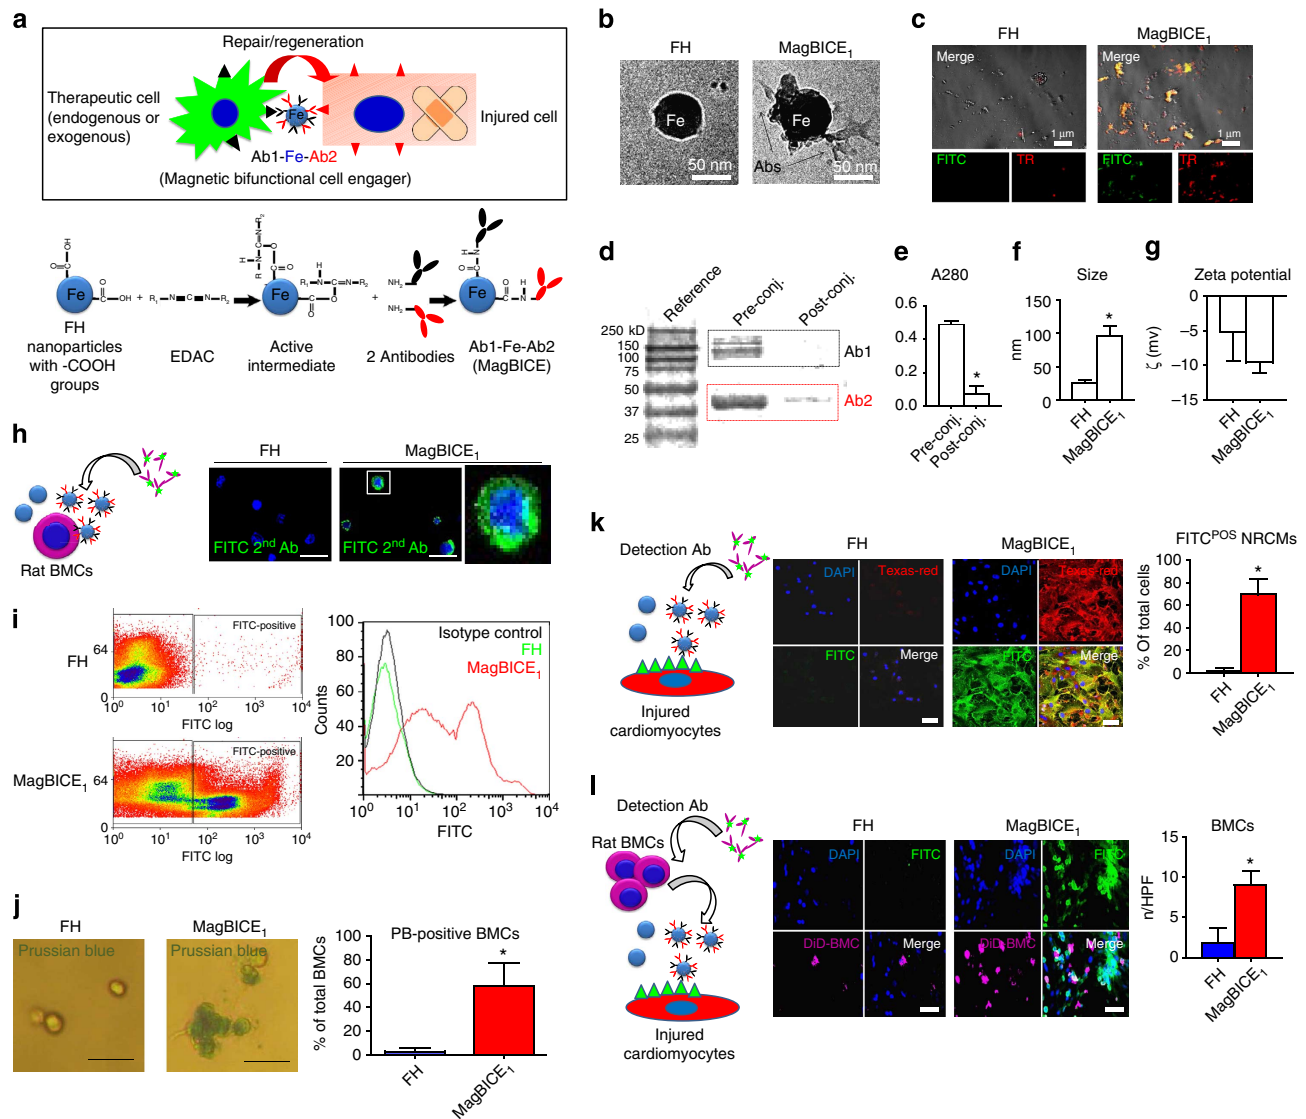 a
Repair/regeneration
Therapeutic cell
(endogenous or
exogenous)
Fe
Injured cell
Ab1-Fe-Ab2
(Magnetic bifunctional cell engager)
Fe
FH
nanoparticles
with -COOH
groups
+
R1—N=C=N—R2
EDAC
Fe
Active
intermediate
+
NH2
NH2
2 Antibodies
Fe
Ab1-Fe-Ab2
(MagBICE)
b
FH
MagBICE1
Fe
50 nm
Fe
Abs
50 nm
c
FH
MagBICE1
Merge
1 µm
FITC
TR
Merge
1 µm
FITC
TR
d
Reference
Pre-conj.
Post-conj.
250 kD
150
100
75
50
37
25
Ab1
Ab2
e
A280
0.6
0.4
0.2
0.0
*
Pre-conj.
Post-conj.
f
Size
nm
150
100
50
0
*
FH
MagBICE1
g
Zeta potential
ζ (mv)
0
−5
−10
−15
FH
MagBICE1
h
Rat BMCs
FH
MagBICE1
FITC 2nd Ab
FITC 2nd Ab
i
FH
64
0
FITC-positive
10^0 10^1 10^2 10^3 10^4
FITC log
MagBICE1
64
0
FITC-positive
10^0 10^1 10^2 10^3 10^4
FITC log
Counts
100
80
60
40
20
Isotype control
FH
MagBICE1
10^0 10^1 10^2 10^3 10^4
FITC
j
FH
MagBICE1
Prussian blue
Prussian blue
PB-positive BMCs
% of total BMCs
100
80
60
40
20
0
*
FH
MagBICE1
k
Detection Ab
Injured
cardiomyocytes
FH
MagBICE1
DAPI
Texas-red
FITC
Merge
DAPI
Texas-red
FITC
Merge
FITCPOS NRCMs
% Of total cells
100
80
60
40
20
0
*
FH
MagBICE1
l
Detection Ab
Rat BMCs
Injured
cardiomyocytes
FH
MagBICE1
DAPI
FITC
DiD-BMC
Merge
DAPI
FITC
DiD-BMC
Merge
BMCs
n/HPF
15
10
5
0
*
FH
MagBICE1